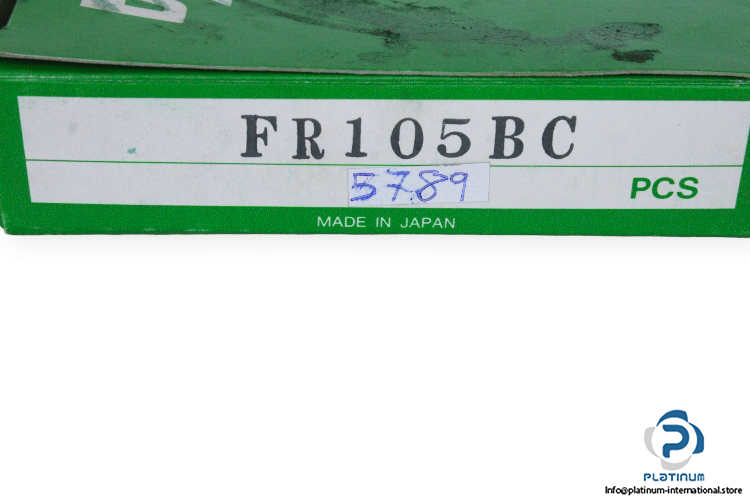 FR105BC
5789
PCS
MADE IN JAPAN
PLATINUM
Info@platinum-international.store